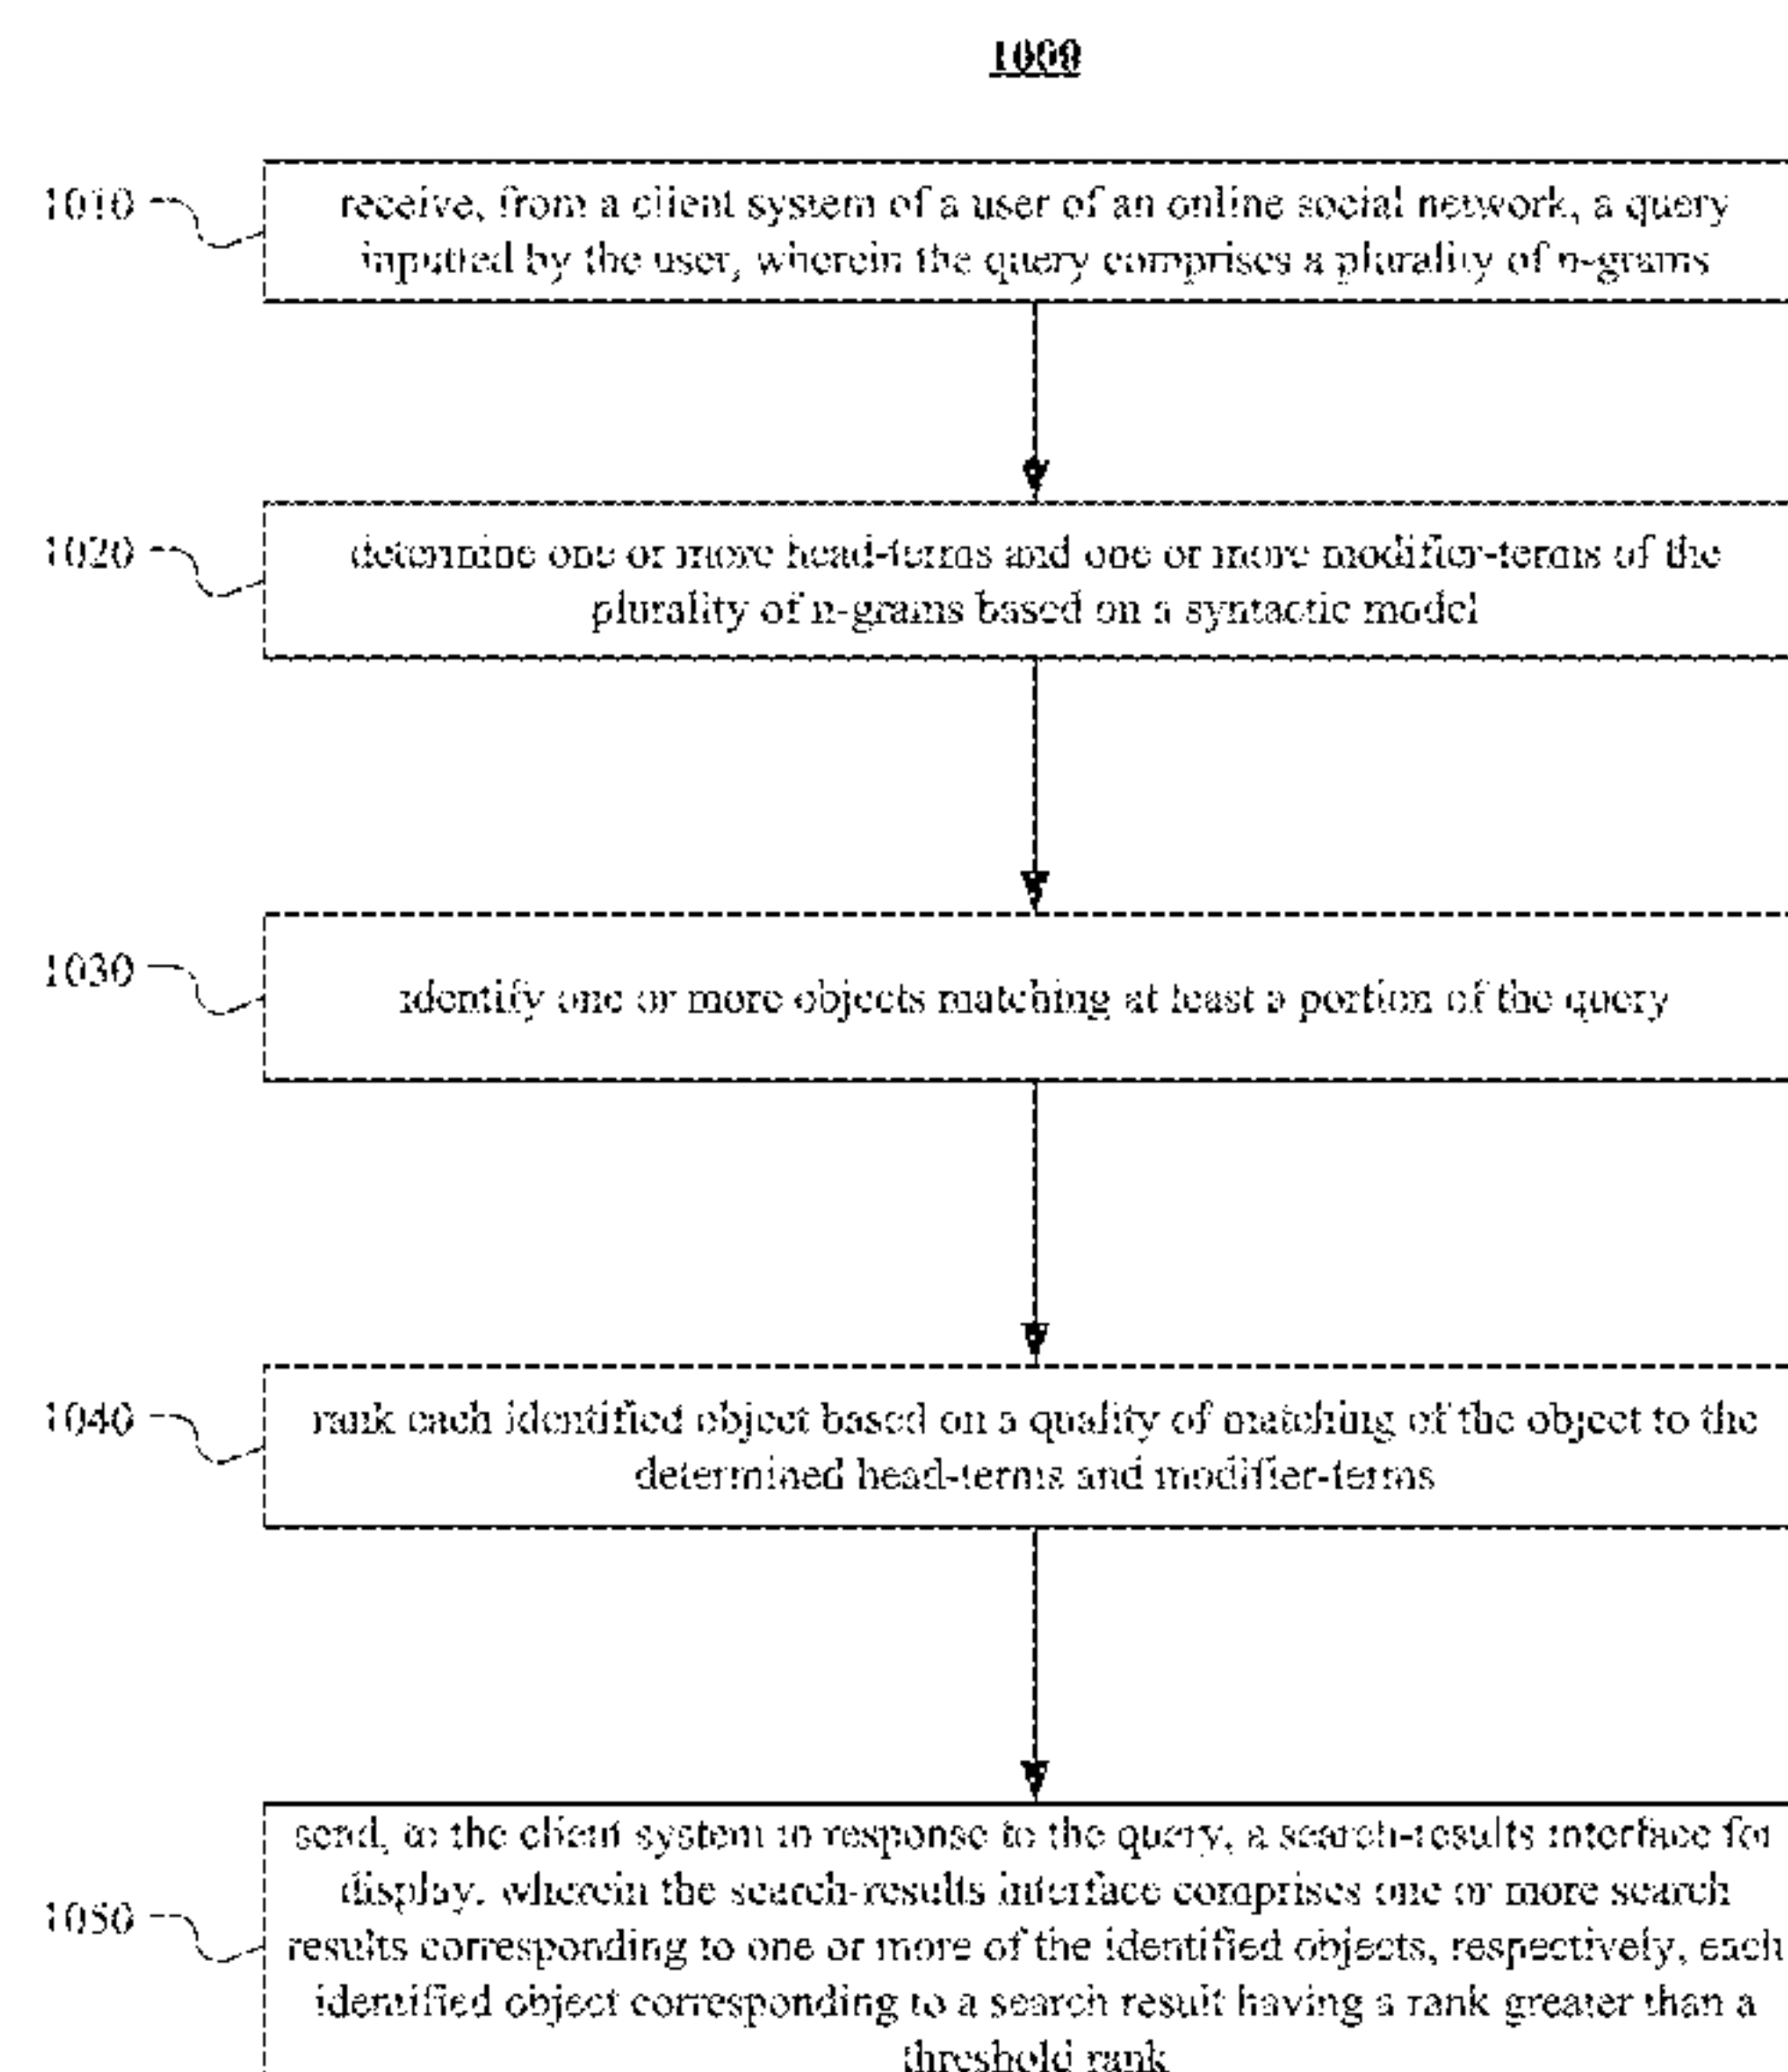 1000
1010
receive, from a client system of a user of an online social network, a query
inputted by the user, wherein the query comprises a plurality of n-grams
1020
determine one or more head-terms and one or more modifier-terms of the
plurality of n-grams based on a syntactic model
1030
identify one or more objects matching at least a portion of the query
1040
rank each identified object based on a quality of matching of the object to the
determined head-terms and modifier-terms
1050
send, to the client system in response to the query, a search-results interface for
display, wherein the search-results interface comprises one or more search
results corresponding to one or more of the identified objects, respectively, each
identified object corresponding to a search result having a rank greater than a
threshold rank